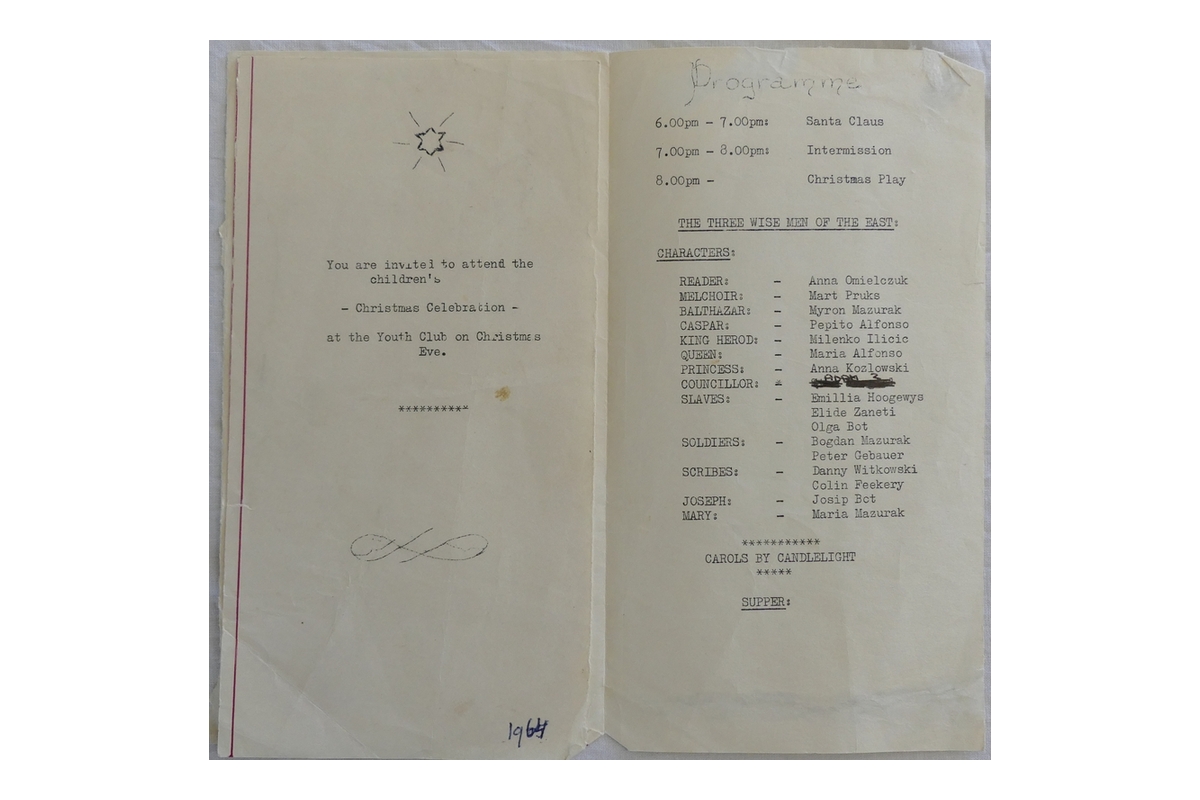 You are invited to attend the
children's
- Christmas Celebration -
at the Youth Club on Christmas
Eve.
**********
1964
Programme
6.00pm - 7.00pm: Santa Claus
7.00pm - 8.00pm: Intermission
8.00pm - Christmas Play
THE THREE WISE MEN OF THE EAST:
CHARACTERS:
READER: - Anna Omielczuk
MELCHOIR: - Mart Pruks
BALTHAZAR: - Myron Mazurak
CASPAR: - Pepito Alfonso
KING HEROD: - Milenko Ilicic
QUEEN: - Maria Alfonso
PRINCESS: - Anna Kozlowski
COUNCILLOR: -
SLAVES: - Emillia Hoogewys
Elide Zaneti
Olga Bot
SOLDIERS: - Bogdan Mazurak
Peter Gebauer
SCRIBES: - Danny Witkowski
Colin Feekery
JOSEPH: - Josip Bot
MARY: - Maria Mazurak
***********
CAROLS BY CANDLELIGHT
*****
SUPPER: